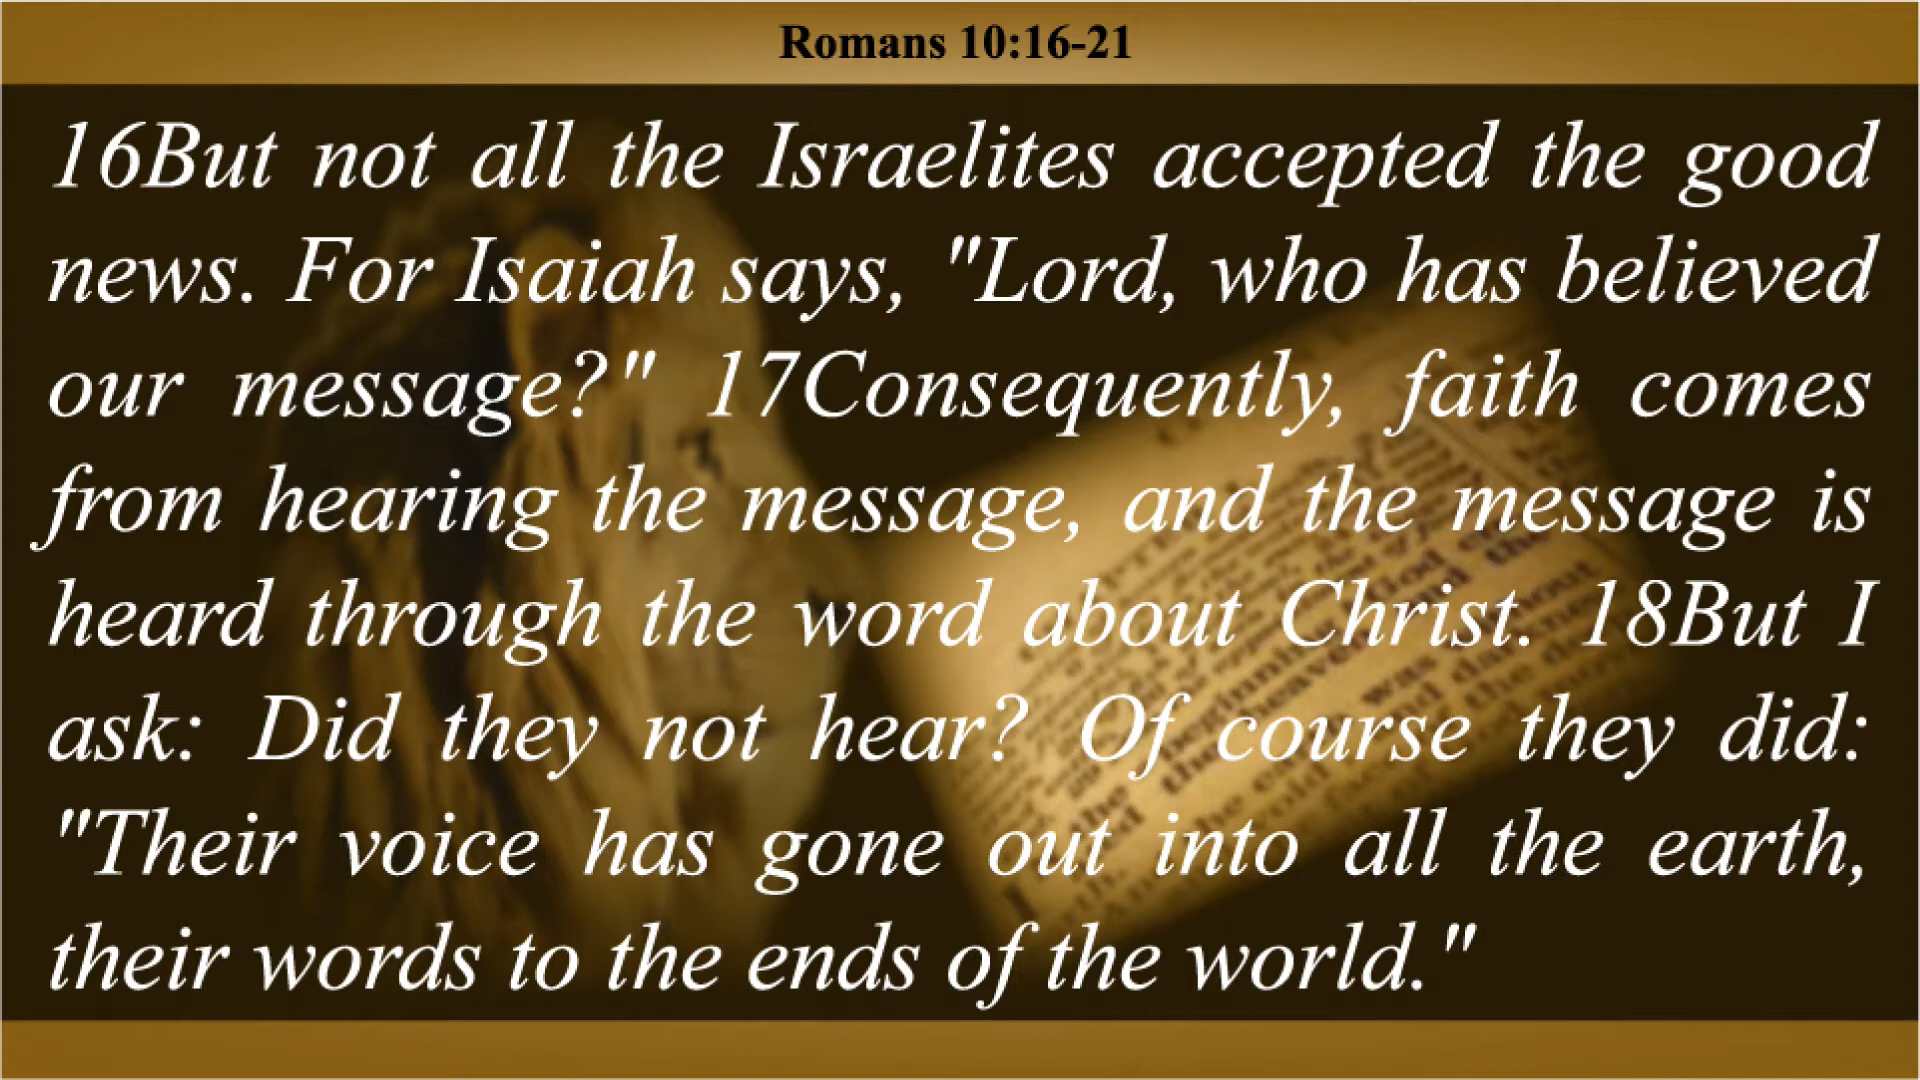 Romans 10:16-21
16But not all the Israelites accepted the good
news. For Isaiah says, "Lord, who has believed
our message?" 17Consequently, faith comes
from hearing the message, and the message is
heard through the word about Christ. 18But I
ask: Did they not hear? Of course they did:
"Their voice has gone out into all the earth,
their words to the ends of the world."